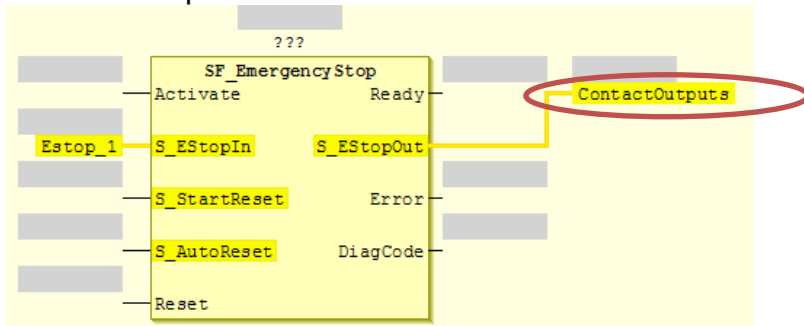 ???
SF_EmergencyStop
Activate Ready
ContactOutputs
Estop_1 S_EStopIn S_EStopOut
S_StartReset Error
S_AutoReset DiagCode
Reset